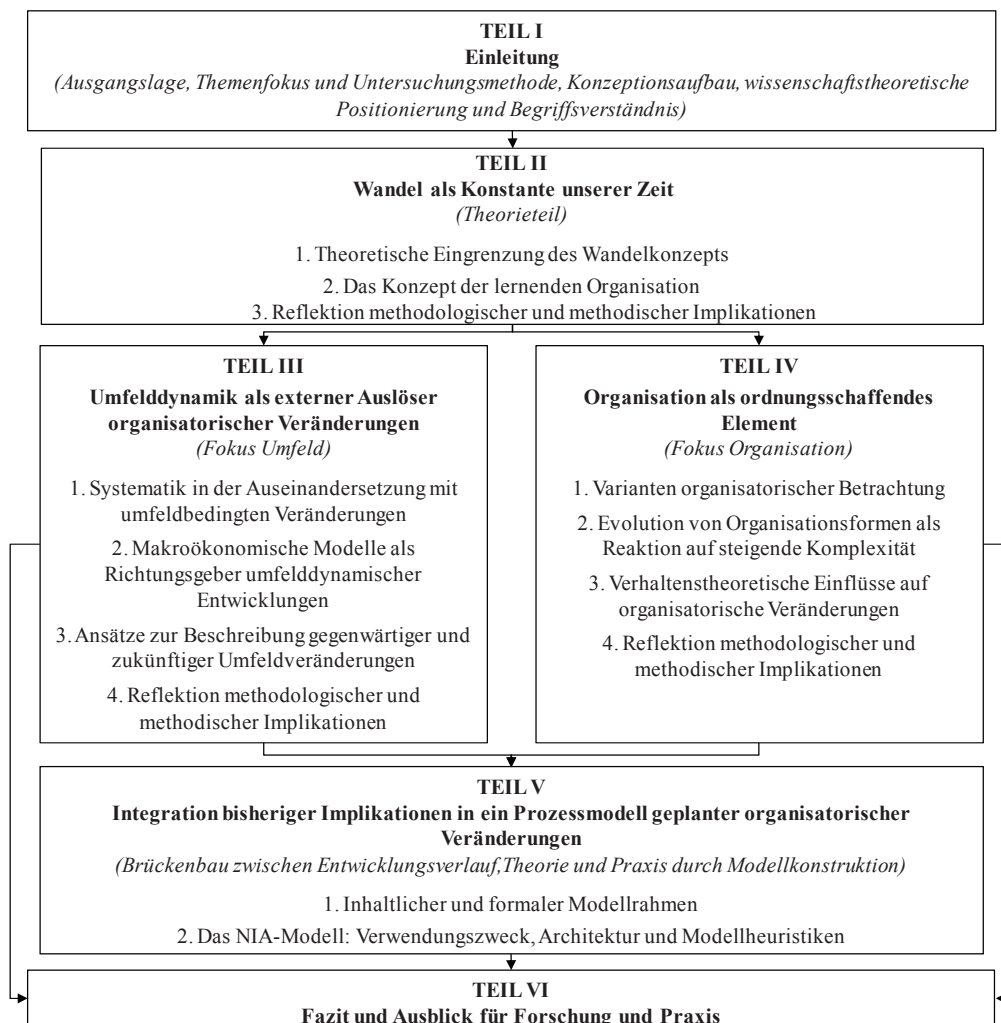 TEIL I
Einleitung
(Ausgangslage, Themenfokus und Untersuchungsmethode, Konzeptionsaufbau, wissenschaftstheoretische
Positionierung und Begriffsverständnis)
TEIL II
Wandel als Konstante unserer Zeit
(Theorieteil)
1. Theoretische Eingrenzung des Wandelkonzepts
2. Das Konzept der lernenden Organisation
3. Reflektion methodologischer und methodischer Implikationen
TEIL III
Umfelddynamik als externer Auslöser
organisatorischer Veränderungen
(Fokus Umfeld)
1. Systematik in der Auseinandersetzung mit
umfeldbedingten Veränderungen
2. Makroökonomische Modelle als
Richtungsgeber umfelddynamischer
Entwicklungen
3. Ansätze zur Beschreibung gegenwärtiger und
zukünftiger Umfeldveränderungen
4. Reflektion methodologischer und
methodischer Implikationen
TEIL IV
Organisation als ordnungsschaffendes
Element
(Fokus Organisation)
1. Varianten organisatorischer Betrachtung
2. Evolution von Organisationsformen als
Reaktion auf steigende Komplexität
3. Verhaltenstheoretische Einflüsse auf
organisatorische Veränderungen
4. Reflektion methodologischer und
methodischer Implikationen
TEIL V
Integration bisheriger Implikationen in ein Prozessmodell geplanter organisatorischer
Veränderungen
(Brückenbau zwischen Entwicklungsverlauf, Theorie und Praxis durch Modellkonstruktion)
1. Inhaltlicher und formaler Modellrahmen
2. Das NIA-Modell: Verwendungszweck, Architektur und Modellheuristiken
TEIL VI
Fazit und Ausblick für Forschung und Praxis